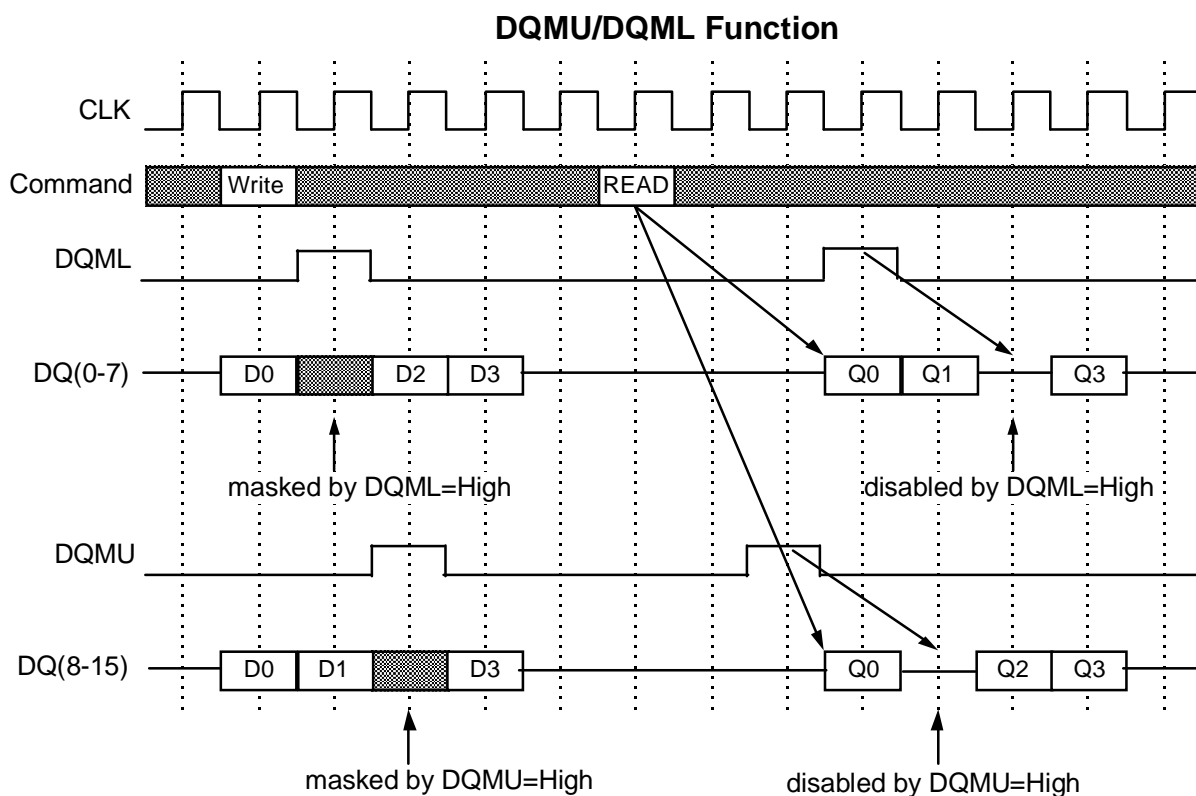 DQMU/DQML Function
CLK
Command Write READ
DQML
DQ(0-7) D0 D2 D3 Q0 Q1 Q3
masked by DQML=High disabled by DQML=High
DQMU
DQ(8-15) D0 D1 D3 Q0 Q2 Q3
masked by DQMU=High disabled by DQMU=High